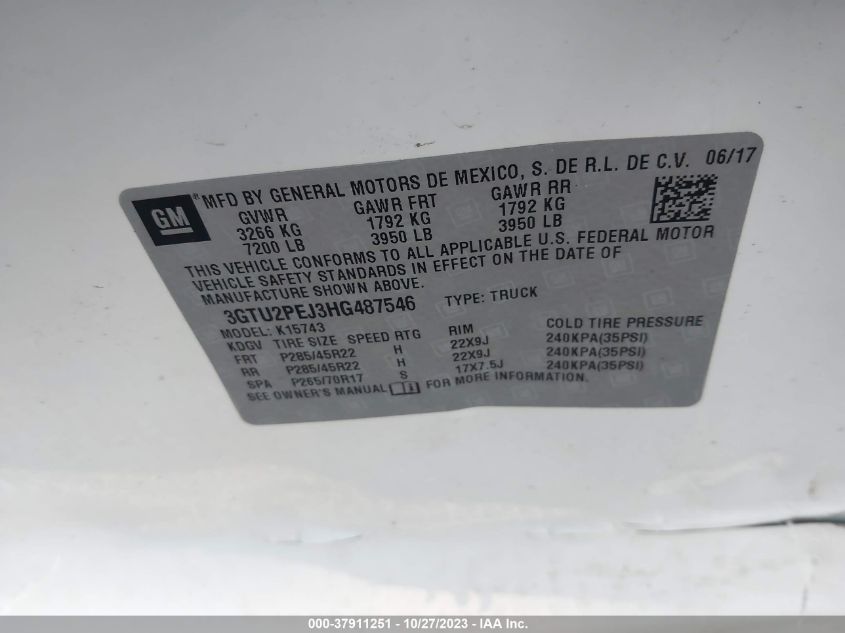 GM ® MFD BY GENERAL MOTORS DE MEXICO, S. DE R.L. DE C.V. 06/17
GVWR GAWR FRT GAWR RR
3266 KG 1792 KG 1792 KG
7200 LB 3950 LB 3950 LB
THIS VEHICLE CONFORMS TO ALL APPLICABLE U.S. FEDERAL MOTOR
VEHICLE SAFETY STANDARDS IN EFFECT ON THE DATE OF
MANUFACTURE SHOWN ABOVE.
3GTU2PEJ3HG487546 TYPE: TRUCK
MODEL: K15743
KDGV TIRE SIZE SPEED RTG RIM COLD TIRE PRESSURE
FRT P285/45R22 H 22X9J 240KPA(35PSI)
RR P285/45R22 H 22X9J 240KPA(35PSI)
SPA P265/70R17 S 17X7.5J 240KPA(35PSI)
SEE OWNER'S MANUAL FOR MORE INFORMATION.
000-37911251 - 10/27/2023 - IAA Inc.